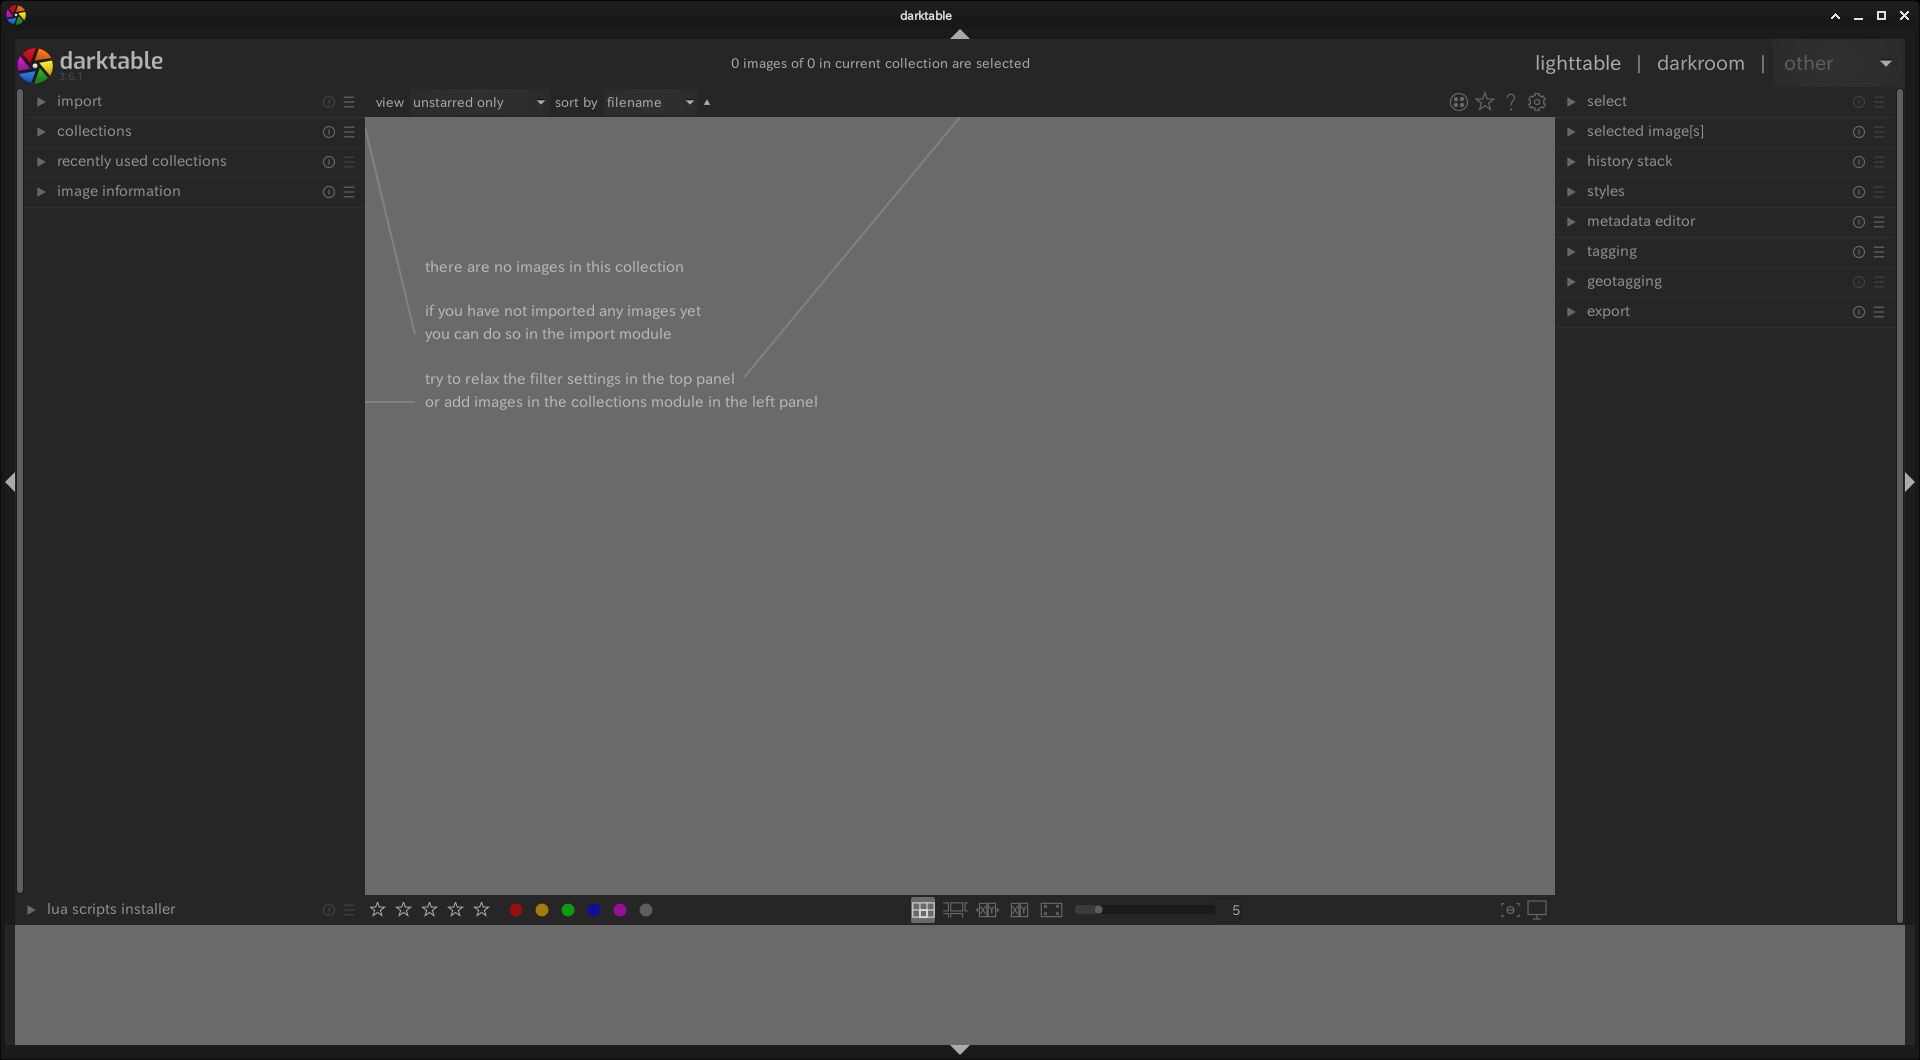 darktable
darktable
3.6.1
0 images of 0 in current collection are selected
lighttable | darkroom | other
import
collections
recently used collections
image information
view unstarred only sort by filename
?
there are no images in this collection
if you have not imported any images yet
you can do so in the import module
try to relax the filter settings in the top panel
or add images in the collections module in the left panel
select
selected image[s]
history stack
styles
metadata editor
tagging
geotagging
export
lua scripts installer
5